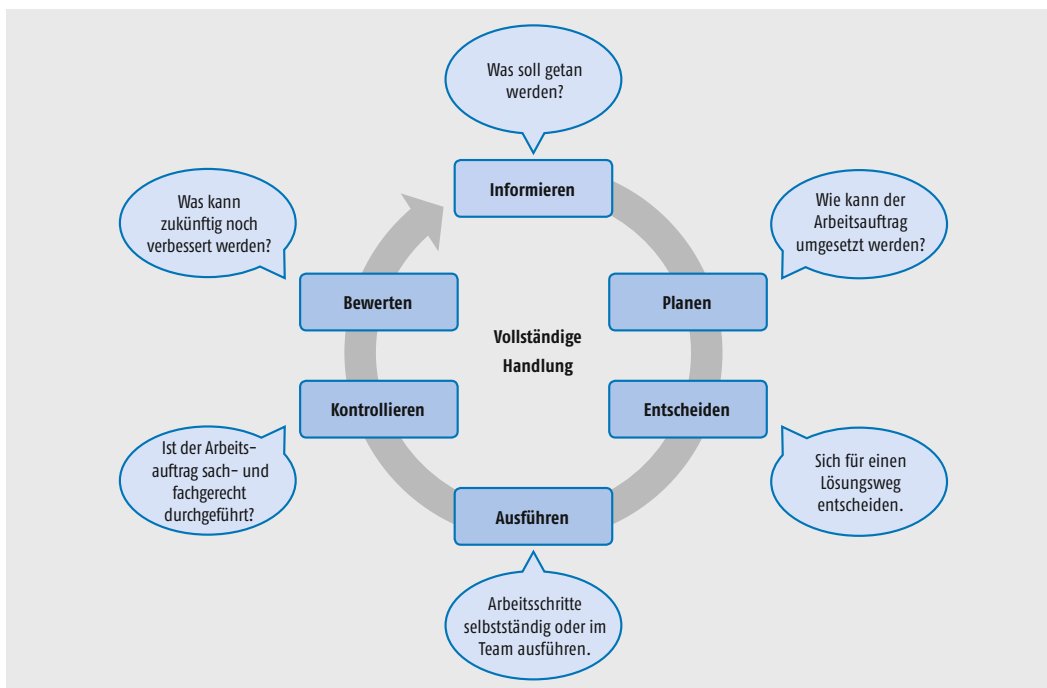 Was soll getan
werden?
Informieren
Wie kann der
Arbeitsauftrag
umgesetzt werden?
Planen
Entscheiden
Sich für einen
Lösungsweg
entscheiden.
Ausführen
Arbeitsschritte
selbstständig oder im
Team ausführen.
Kontrollieren
Ist der Arbeits-
auftrag sach- und
fachgerecht
durchgeführt?
Bewerten
Was kann
zukünftig noch
verbessert werden?
Vollständige
Handlung